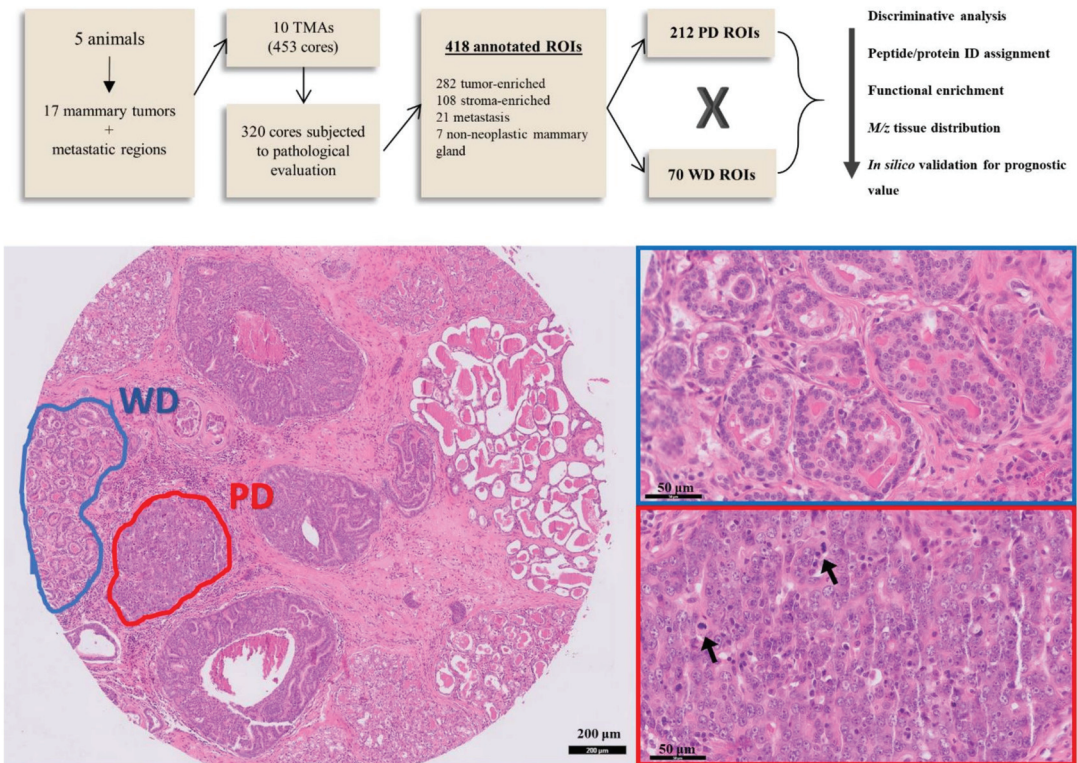 5 animals
17 mammary tumors
+
metastatic regions
10 TMAs
(453 cores)
320 cores subjected
to pathological
evaluation
418 annotated ROIs
282 tumor-enriched
108 stroma-enriched
21 metastasis
7 non-neoplastic mammary
gland
212 PD ROIs
X
70 WD ROIs
Discriminative analysis
Peptide/protein ID assignment
Functional enrichment
M/z tissue distribution
In silico validation for prognostic
value
WD
PD
200 µm
200 µm
50 µm
50 µm